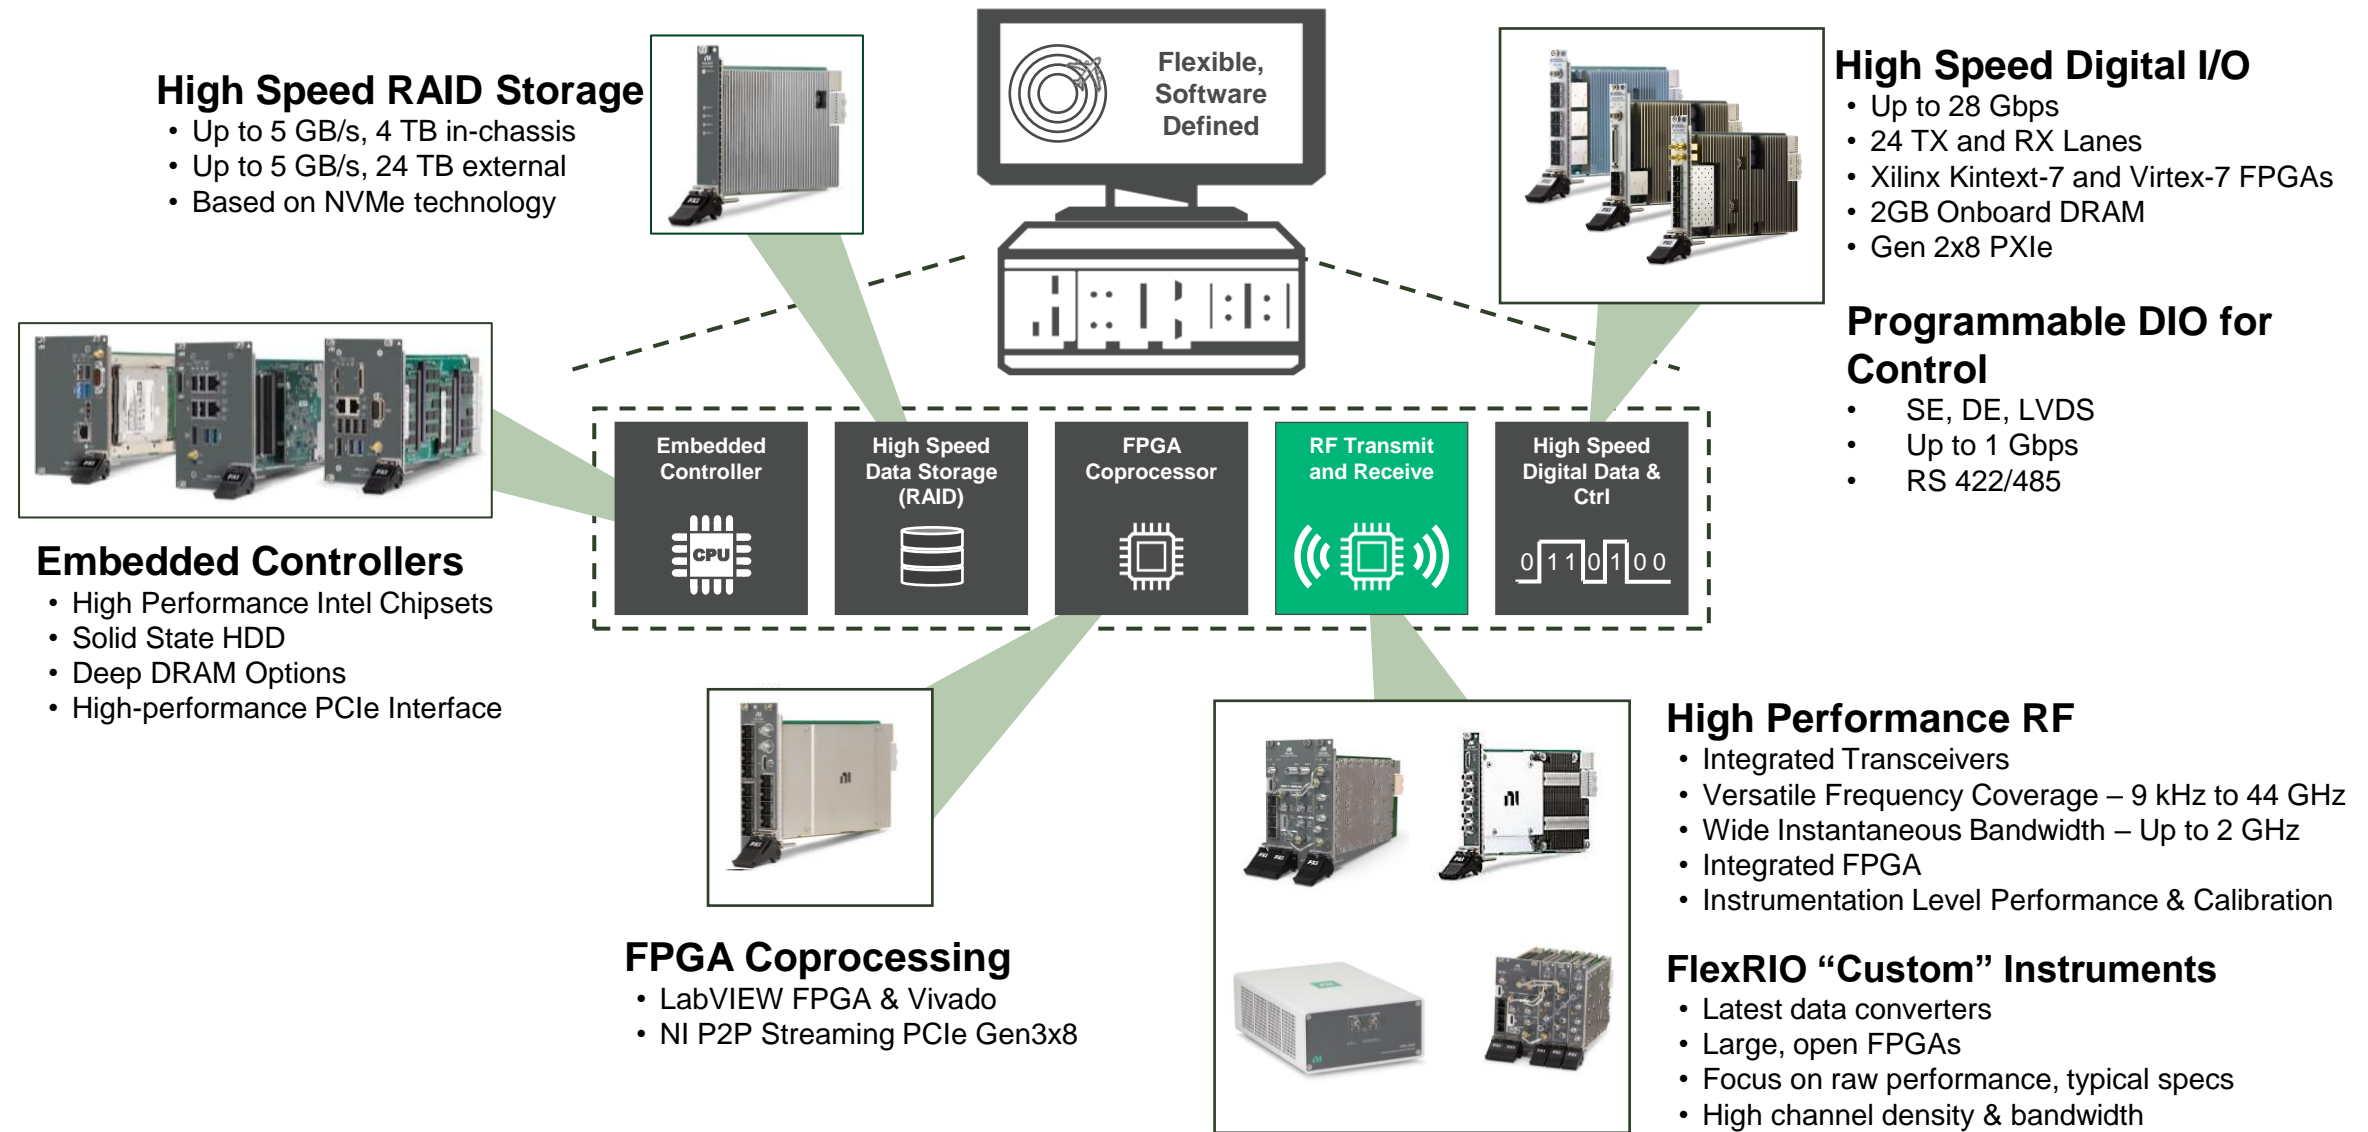 High Speed RAID Storage
• Up to 5 GB/s, 4 TB in-chassis
• Up to 5 GB/s, 24 TB external
• Based on NVMe technology
Flexible,
Software
Defined
High Speed Digital I/O
• Up to 28 Gbps
• 24 TX and RX Lanes
• Xilinx Kintext-7 and Virtex-7 FPGAs
• 2GB Onboard DRAM
• Gen 2x8 PXIe
Programmable DIO for
Control
• SE, DE, LVDS
• Up to 1 Gbps
• RS 422/485
Embedded
Controller
CPU
High Speed
Data Storage
(RAID)
FPGA
Coprocessor
RF Transmit
and Receive
High Speed
Digital Data &
Ctrl
0 1 1 0 1 0 0
Embedded Controllers
• High Performance Intel Chipsets
• Solid State HDD
• Deep DRAM Options
• High-performance PCIe Interface
FPGA Coprocessing
• LabVIEW FPGA & Vivado
• NI P2P Streaming PCIe Gen3x8
High Performance RF
• Integrated Transceivers
• Versatile Frequency Coverage – 9 kHz to 44 GHz
• Wide Instantaneous Bandwidth – Up to 2 GHz
• Integrated FPGA
• Instrumentation Level Performance & Calibration
FlexRIO “Custom” Instruments
• Latest data converters
• Large, open FPGAs
• Focus on raw performance, typical specs
• High channel density & bandwidth